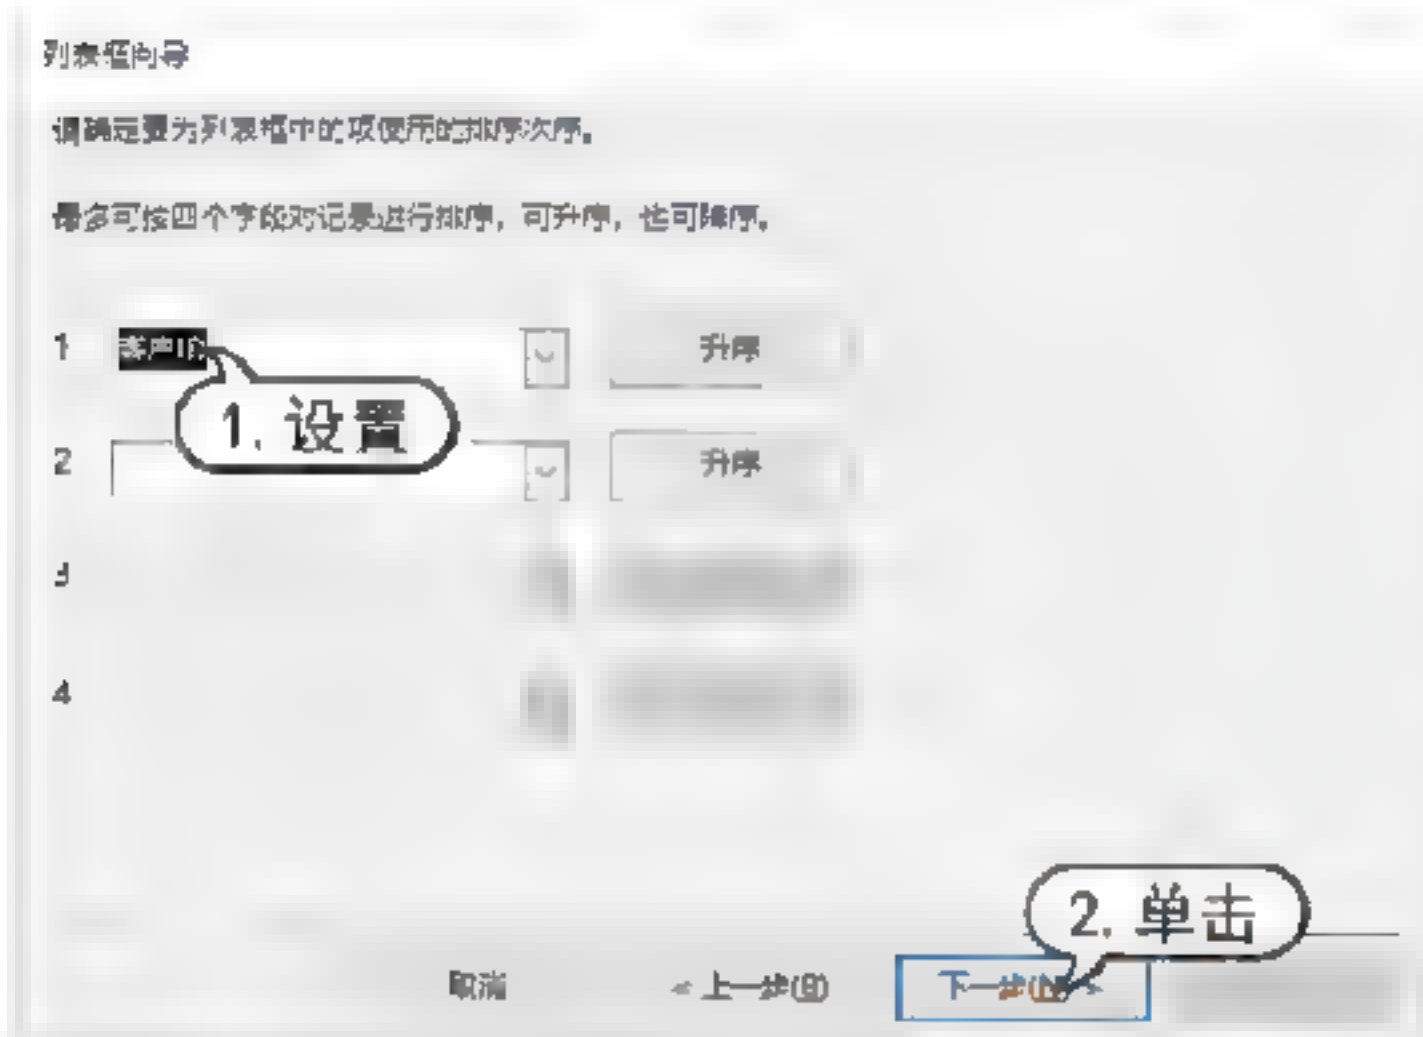 列表框向导
请确定要为列表框中的项使用的排序次序。
最多可按四个字段对记录进行排序，可升序，也可降序。
1 客户ID 升序
1. 设置
2 升序
3
4
2. 单击
取消 < 上一步(B) 下一步(N) >